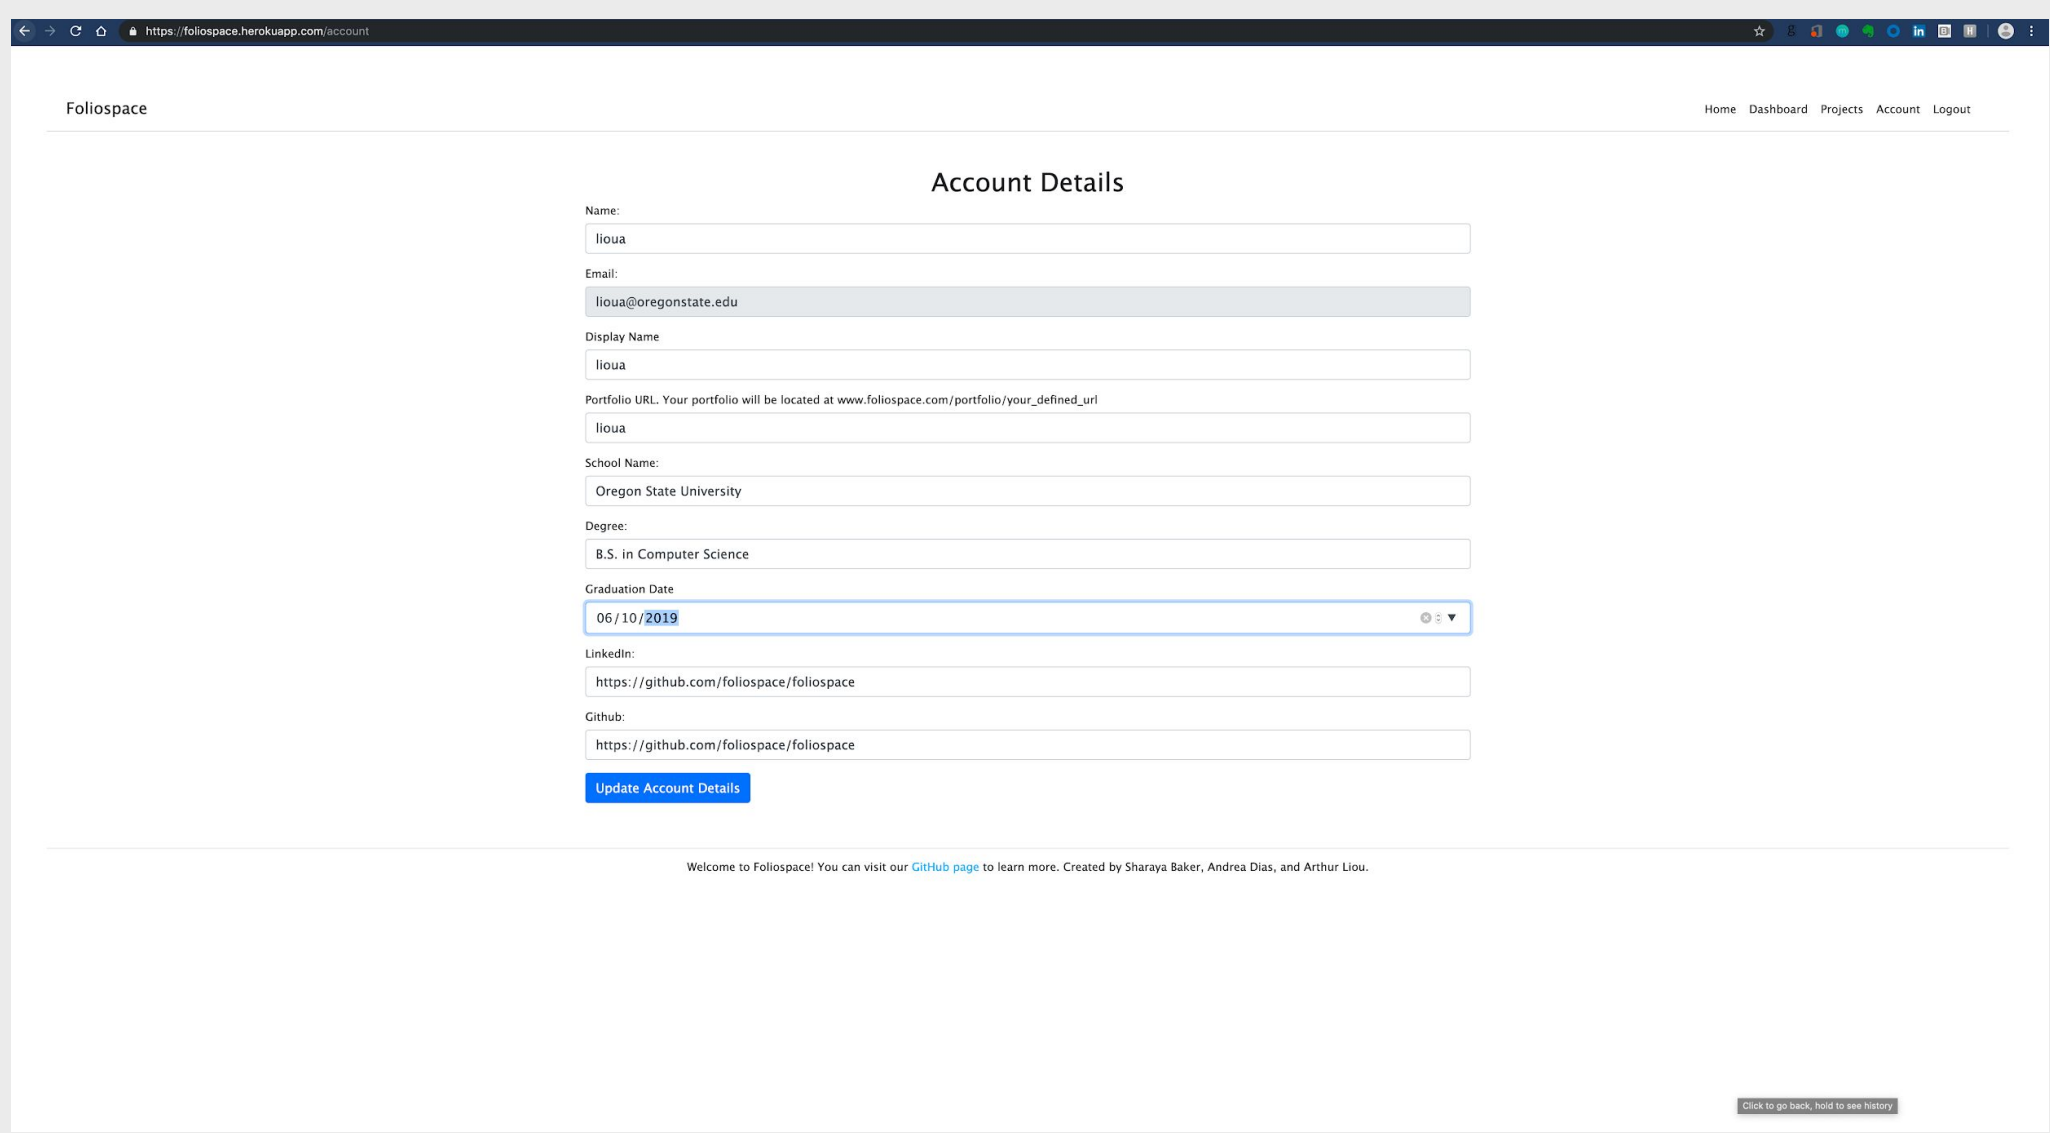 https://foliospace.herokuapp.com/account
Foliospace
Home Dashboard Projects Account Logout
Account Details
Name:
lioua
Email:
lioua@oregonstate.edu
Display Name
lioua
Portfolio URL. Your portfolio will be located at www.foliospace.com/portfolio/your_defined_url
lioua
School Name:
Oregon State University
Degree:
B.S. in Computer Science
Graduation Date
06/10/2019
LinkedIn:
https://github.com/foliospace/foliospace
Github:
https://github.com/foliospace/foliospace
Update Account Details
Welcome to Foliospace! You can visit our GitHub page to learn more. Created by Sharaya Baker, Andrea Dias, and Arthur Liou.
Click to go back, hold to see history